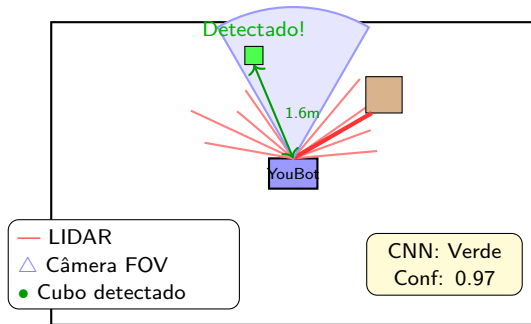 Detectado!
1.6m
YouBot
LIDAR
Câmera FOV
Cubo detectado
CNN: Verde
Conf: 0.97